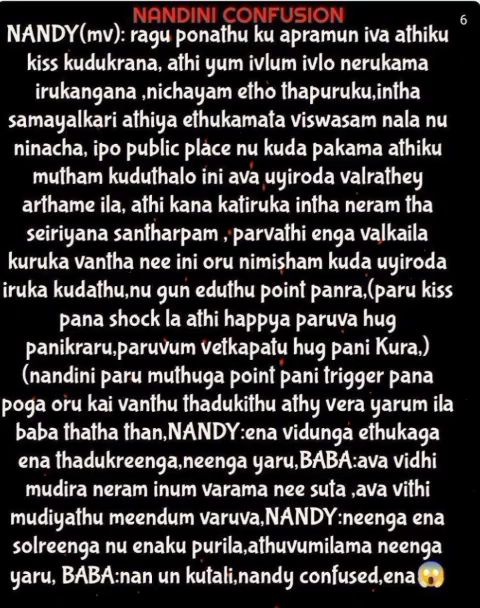 NANDINI CONFUSION
6
NANDY(mv): ragu ponathu ku apramun iva athiku
kiss kudukrana, athi yum ivlum ivlo nerukama
irukangana ,nichayam etho thapuruku,intha
samayalkari athiya ethukamata viswasam nala nu
ninacha, ipo public place nu kuda pakama athiku
mutham kuduthalo ini ava uyiroda valrathey
arthame ila, athi kana katiruka intha neram tha
seiriyana santharpam , parvathi enga valkaila
kuruka vantha nee ini oru nimisham kuda uyiroda
iruka kudathu,nu gun eduthu point panra,(paru kiss
pana shock la athi happya paruva hug
panikraru,paruvum vetkapatu hug pani Kura,)
(nandini paru muthuga point pani trigger pana
poga oru kai vanthu thadukithu athy vera yarum ila
baba thatha than,NANDY:ena vidunga ethukaga
ena thadukreenga,neenga yaru,BABA:ava vidhi
mudira neram inum varama nee suta ,ava vithi
mudiyathu meendum varuva,NANDY:neenga ena
solreenga nu enaku purila,athuvumilama neenga
yaru, BABA:nan un kutali,nandy confused,ena😱